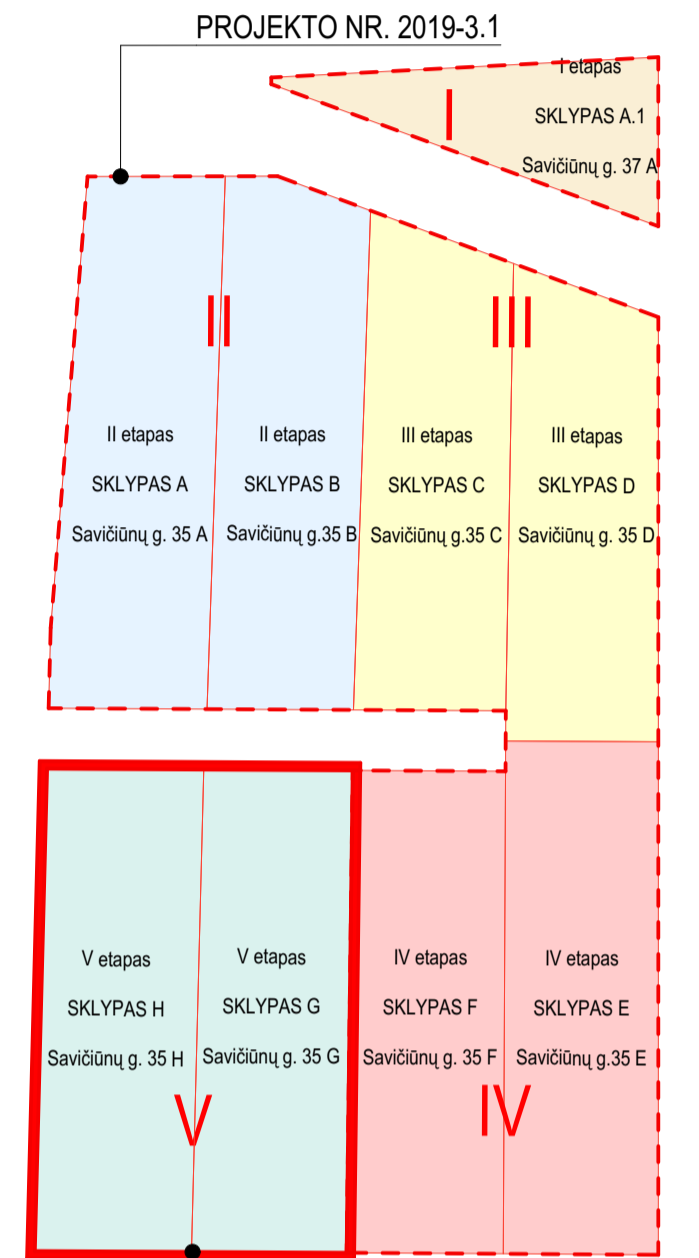 PROJEKTO NR. 2019-3.1
I etapas
SKLYPAS A.1
Savičiūnų g. 37 A
I
II
III
II etapas
SKLYPAS A
Savičiūnų g. 35 A
II etapas
SKLYPAS B
Savičiūnų g.35 B
III etapas
SKLYPAS C
Savičiūnų g.35 C
III etapas
SKLYPAS D
Savičiūnų g. 35 D
V etapas
SKLYPAS H
Savičiūnų g. 35 H
V etapas
SKLYPAS G
Savičiūnų g. 35 G
IV etapas
SKLYPAS F
Savičiūnų g. 35 F
IV etapas
SKLYPAS E
Savičiūnų g.35 E
V
IV